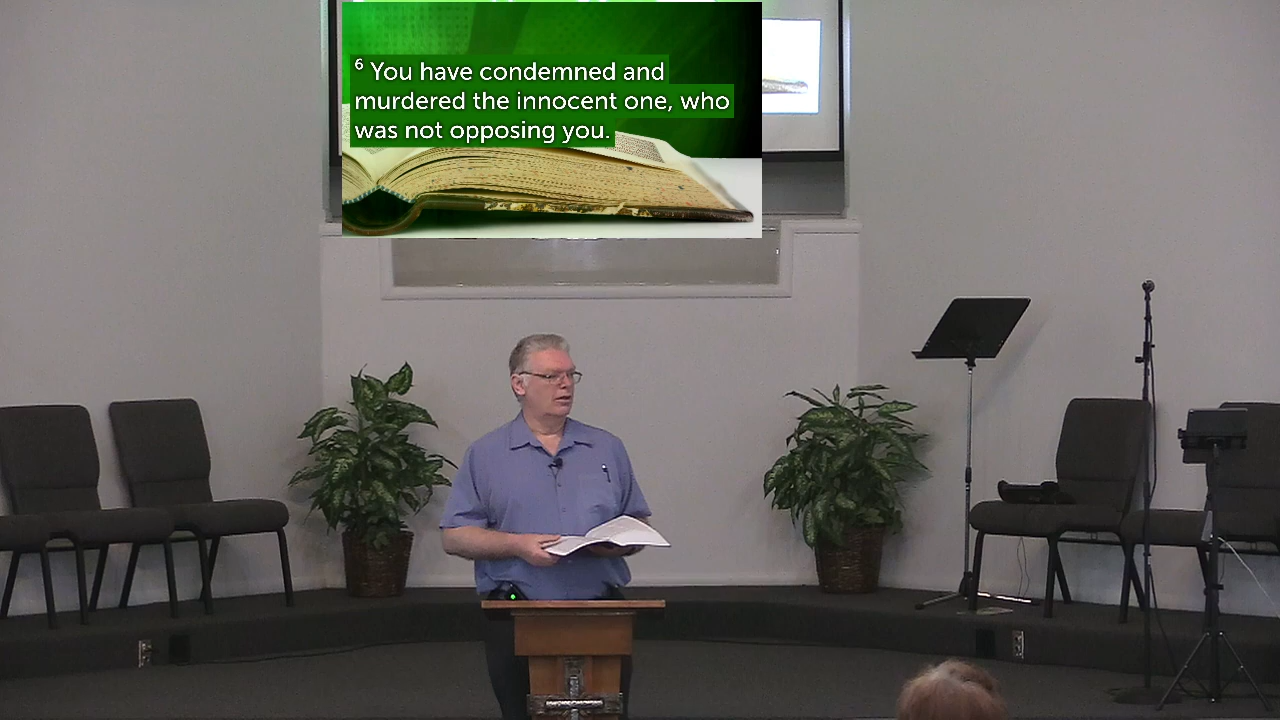 6 You have condemned and
murdered the innocent one, who
was not opposing you.